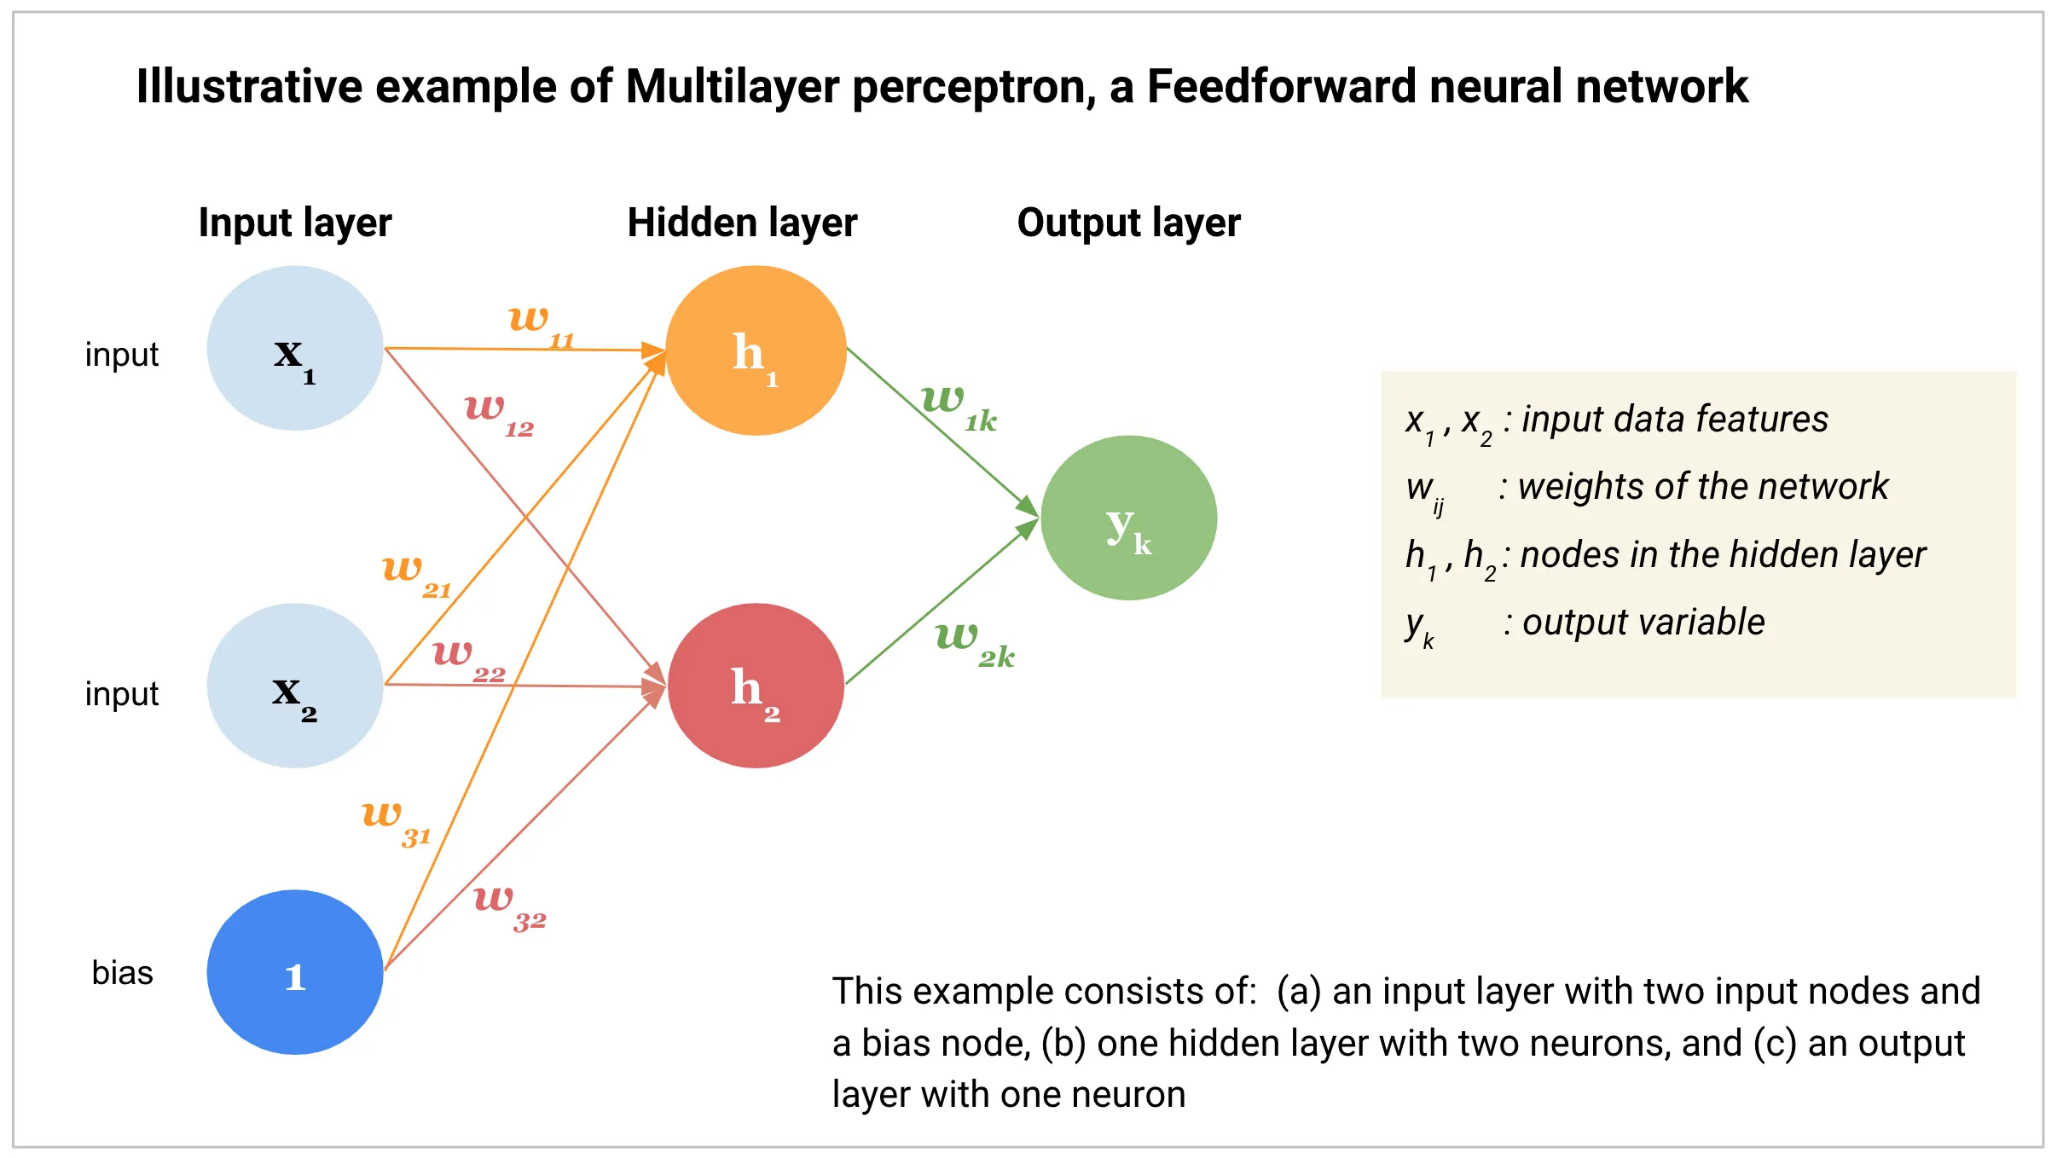 Illustrative example of Multilayer perceptron, a Feedforward neural network
Input layer
Hidden layer
Output layer
input
x1
w11
h1
w12
w1k
yk
w21
input
x2
w22
h2
w2k
w31
w32
bias
1
x1 , x2 : input data features
wij : weights of the network
h1 , h2 : nodes in the hidden layer
yk : output variable
This example consists of: (a) an input layer with two input nodes and
a bias node, (b) one hidden layer with two neurons, and (c) an output
layer with one neuron